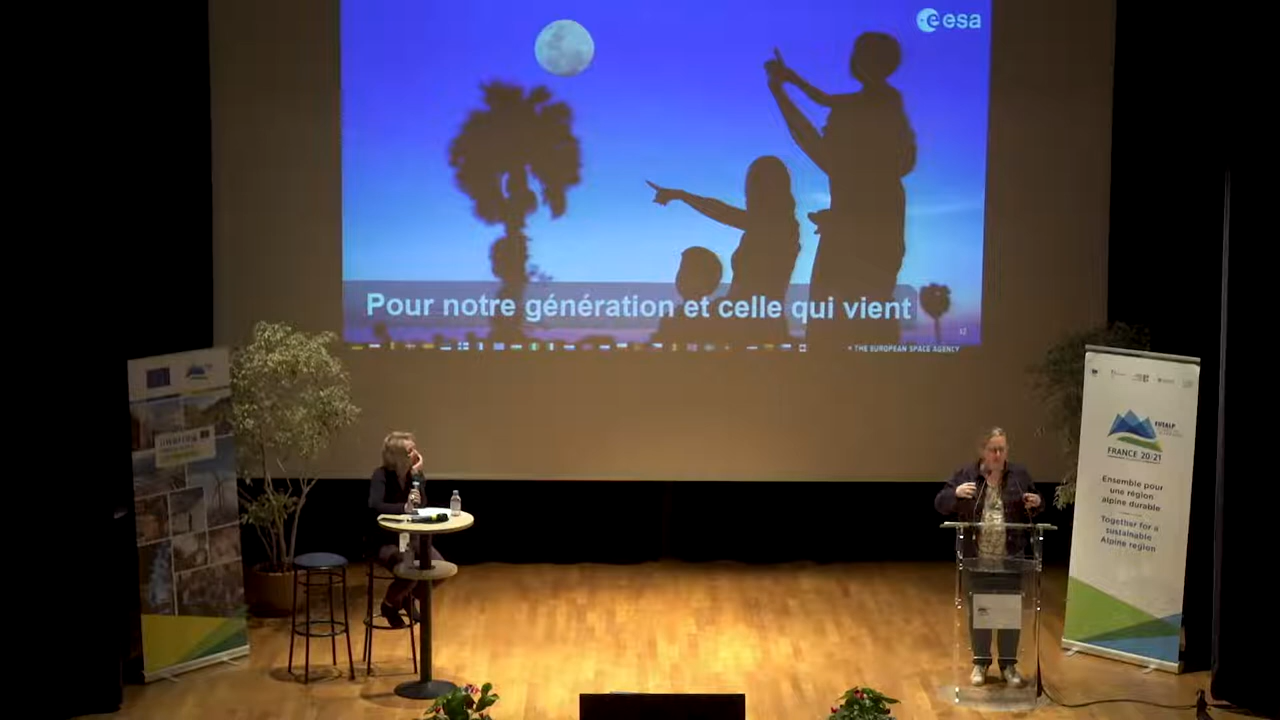 esa
Pour notre génération et celle qui vient
THE EUROPEAN SPACE AGENCY
EUSALP
FRANCE 20/21
Ensemble pour
une région
alpine durable
Together for a
sustainable
Alpine region